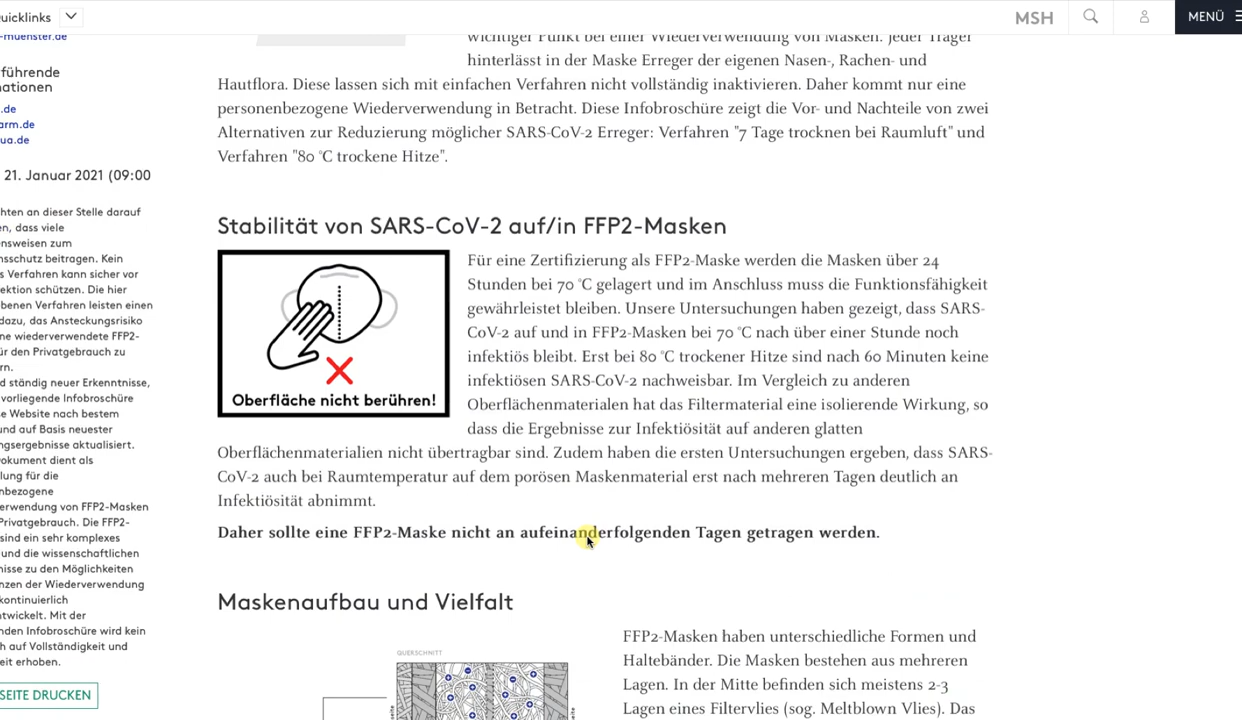 uicklinks
MSH
MENÜ
-muenster.de
führende
nationen
.de
arm.de
ua.de
21. Januar 2021 (09:00
hten an dieser Stelle darauf
en, dass viele
ensweisen zum
nsschutz beitragen. Kein
s Verfahren kann sicher vor
ektion schützen. Die hier
benen Verfahren leisten einen
dazu, das Ansteckungsrisiko
ne wiederverwendete FFP2-
ür den Privatgebrauch zu
rn.
d ständig neuer Erkenntnisse,
vorliegende Infobroschüre
se Website nach bestem
und auf Basis neuester
ngsergebnisse aktualisiert.
okument dient als
lung für die
nbezogene
erwendung von FFP2-Masken
Privatgebrauch. Die FFP2-
sind ein sehr komplexes
und die wissenschaftlichen
nisse zu den Möglichkeiten
nzen der Wiederverwendung
kontinuierlich
ntwickelt. Mit der
nden Infobroschüre wird kein
h auf Vollständigkeit und
eit erhoben.
SEITE DRUCKEN
wichtiger Punkt bei einer Wiederverwendung von Masken. Jeder Träger
hinterlässt in der Maske Erreger der eigenen Nasen-, Rachen- und
Hautflora. Diese lassen sich mit einfachen Verfahren nicht vollständig inaktivieren. Daher kommt nur eine
personenbezogene Wiederverwendung in Betracht. Diese Infobroschüre zeigt die Vor- und Nachteile von zwei
Alternativen zur Reduzierung möglicher SARS-CoV-2 Erreger: Verfahren "7 Tage trocknen bei Raumluft" und
Verfahren "80 °C trockene Hitze".
Stabilität von SARS-CoV-2 auf/in FFP2-Masken
Oberfläche nicht berühren!
Für eine Zertifizierung als FFP2-Maske werden die Masken über 24
Stunden bei 70 °C gelagert und im Anschluss muss die Funktionsfähigkeit
gewährleistet bleiben. Unsere Untersuchungen haben gezeigt, dass SARS-
CoV-2 auf und in FFP2-Masken bei 70 °C nach über einer Stunde noch
infektiös bleibt. Erst bei 80 °C trockener Hitze sind nach 60 Minuten keine
infektiösen SARS-CoV-2 nachweisbar. Im Vergleich zu anderen
Oberflächenmaterialen hat das Filtermaterial eine isolierende Wirkung, so
dass die Ergebnisse zur Infektiösität auf anderen glatten
Oberflächenmaterialien nicht übertragbar sind. Zudem haben die ersten Untersuchungen ergeben, dass SARS-
CoV-2 auch bei Raumtemperatur auf dem porösen Maskenmaterial erst nach mehreren Tagen deutlich an
Infektiösität abnimmt.
Daher sollte eine FFP2-Maske nicht an aufeinanderfolgenden Tagen getragen werden.
Maskenaufbau und Vielfalt
QUERSCHNITT
FFP2-Masken haben unterschiedliche Formen und
Haltebänder. Die Masken bestehen aus mehreren
Lagen. In der Mitte befinden sich meistens 2-3
Lagen eines Filtervlies (sog. Meltblown Vlies). Das